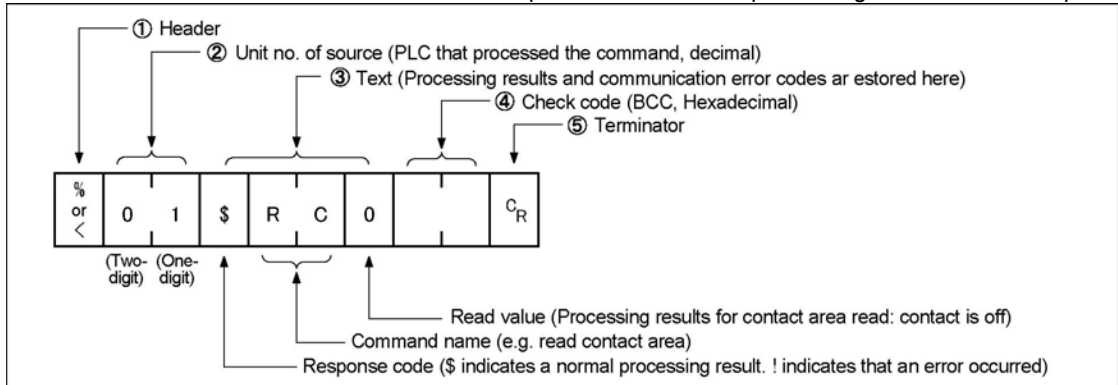 ① Header
② Unit no. of source (PLC that processed the command, decimal)
③ Text (Processing results and communication error codes ar estored here)
④ Check code (BCC, Hexadecimal)
⑤ Terminator
% or < 0 1 $ R C 0 CR
(Two-digit) (One-digit)
Read value (Processing results for contact area read: contact is off)
Command name (e.g. read contact area)
Response code ($ indicates a normal processing result. ! indicates that an error occurred)